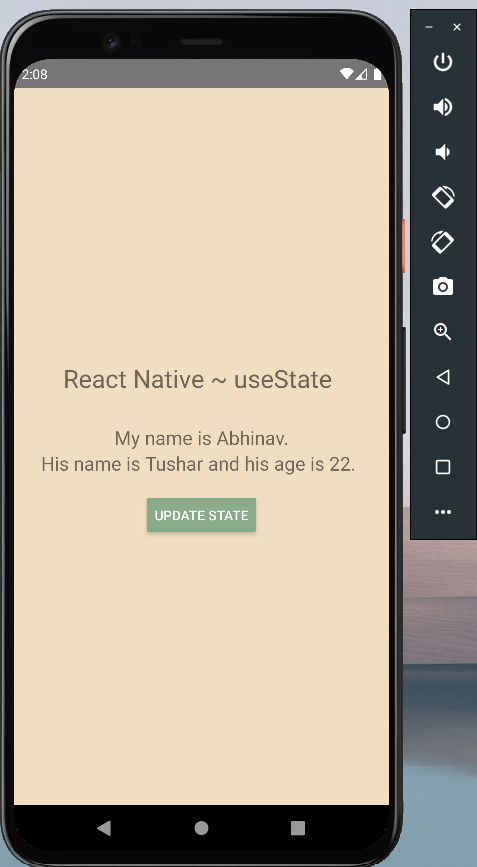 2:08
React Native ~ useState
My name is Abhinav.
His name is Tushar and his age is 22.
UPDATE STATE